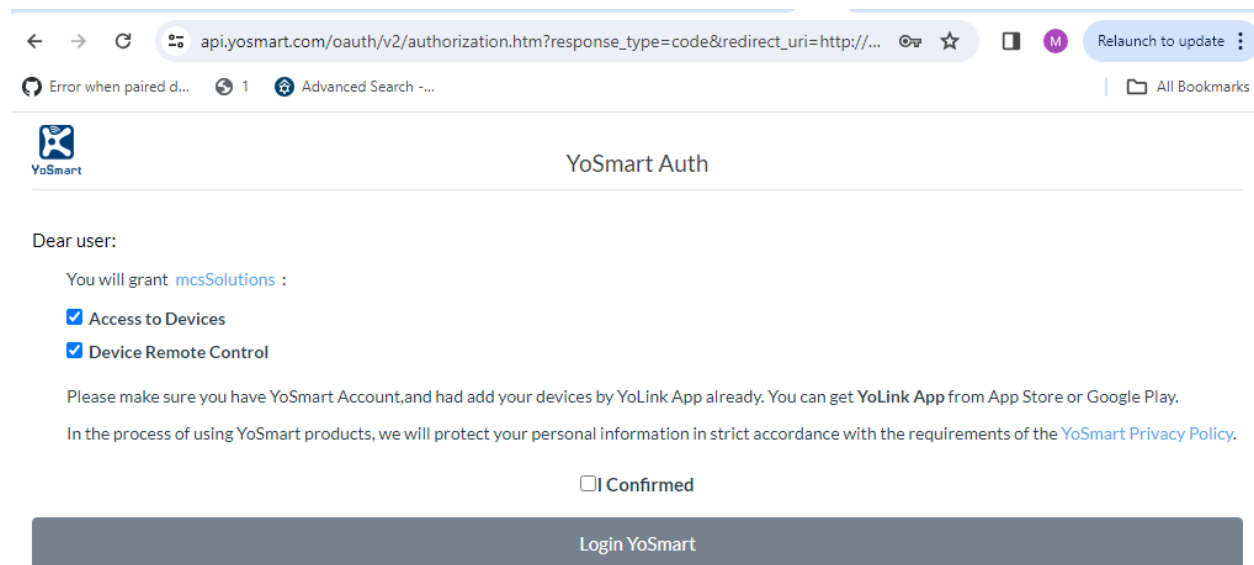 api.yosmart.com/oauth/v2/authorization.htm?response_type=code&redirect_uri=http://...
M
Relaunch to update
Error when paired d...
1
Advanced Search -...
All Bookmarks
YoSmart
YoSmart Auth
Dear user:
You will grant mcsSolutions :
Access to Devices
Device Remote Control
Please make sure you have YoSmart Account,and had add your devices by YoLink App already. You can get YoLink App from App Store or Google Play.
In the process of using YoSmart products, we will protect your personal information in strict accordance with the requirements of the YoSmart Privacy Policy.
I Confirmed
Login YoSmart